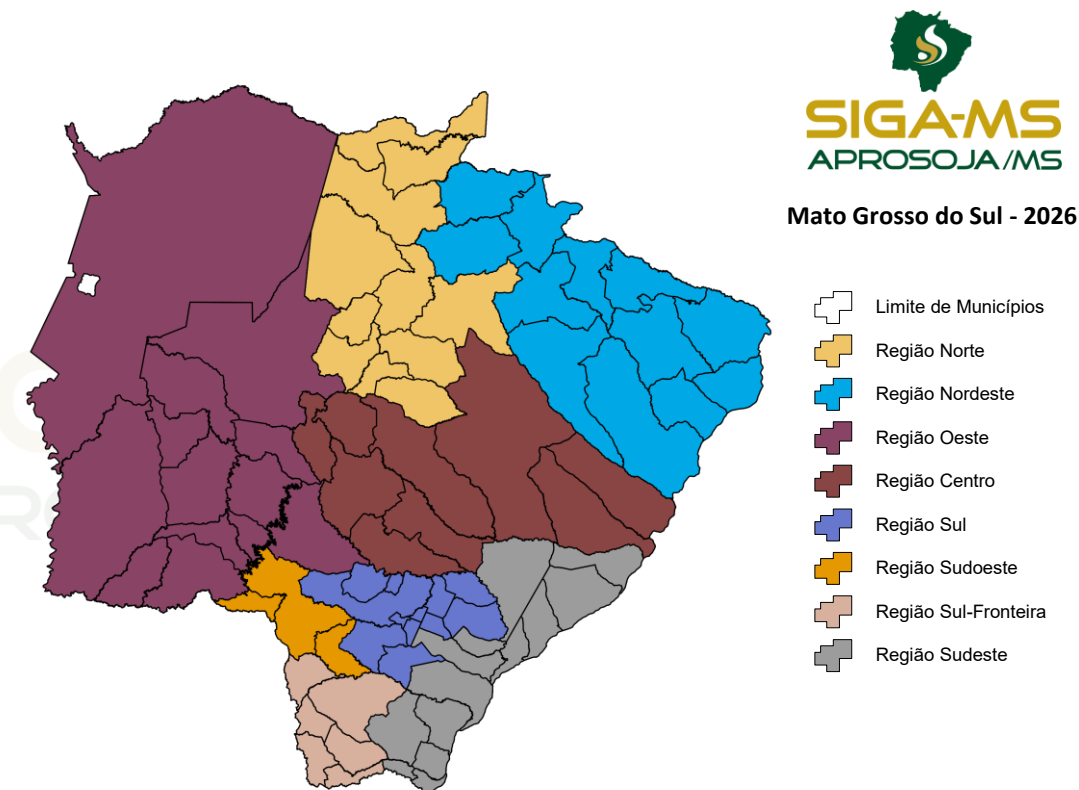 SIGA-MS
APROSOJA/MS
Mato Grosso do Sul - 2026
Limite de Municípios
Região Norte
Região Nordeste
Região Oeste
Região Centro
Região Sul
Região Sudoeste
Região Sul-Fronteira
Região Sudeste